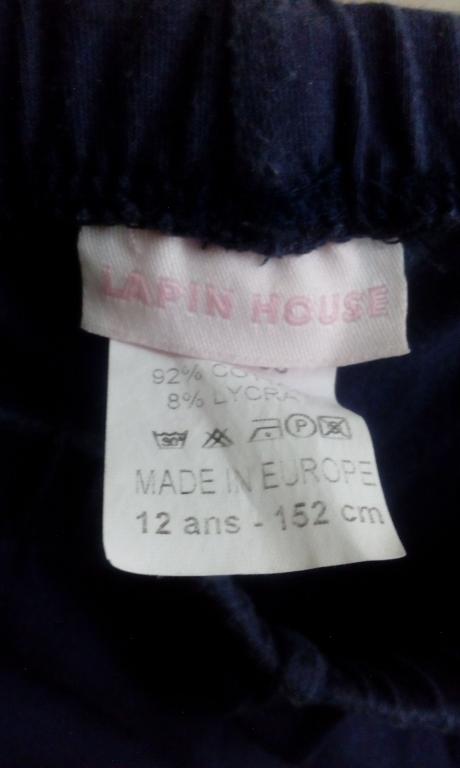 LAPIN HOUSE
92%
8% LYCRA
P
MADE IN EUROPE
12 ans - 152 cm